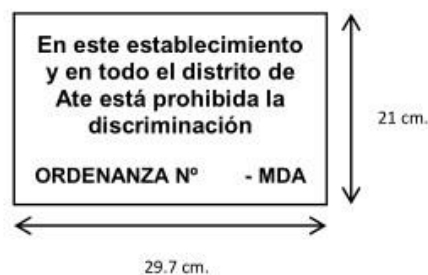 En este establecimiento
y en todo el distrito de
Ate está prohibida la
discriminación
ORDENANZA Nº - MDA
21 cm.
29.7 cm.